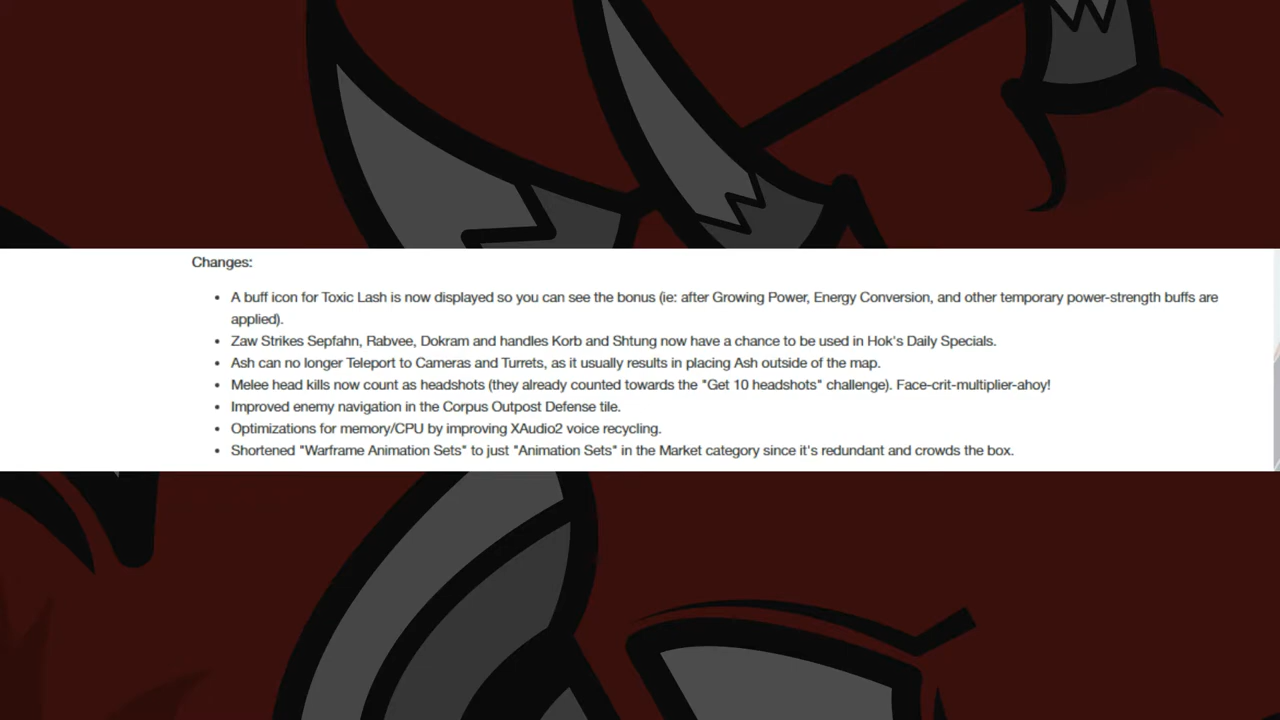 Changes:
• A buff icon for Toxic Lash is now displayed so you can see the bonus (ie: after Growing Power, Energy Conversion, and other temporary power-strength buffs are
applied).
• Zaw Strikes Sepfahn, Rabvee, Dokram and handles Korb and Shtung now have a chance to be used in Hok's Daily Specials.
• Ash can no longer Teleport to Cameras and Turrets, as it usually results in placing Ash outside of the map.
• Melee head kills now count as headshots (they already counted towards the "Get 10 headshots" challenge). Face-crit-multiplier-ahoy!
• Improved enemy navigation in the Corpus Outpost Defense tile.
• Optimizations for memory/CPU by improving XAudio2 voice recycling.
• Shortened "Warframe Animation Sets" to just "Animation Sets" in the Market category since it's redundant and crowds the box.